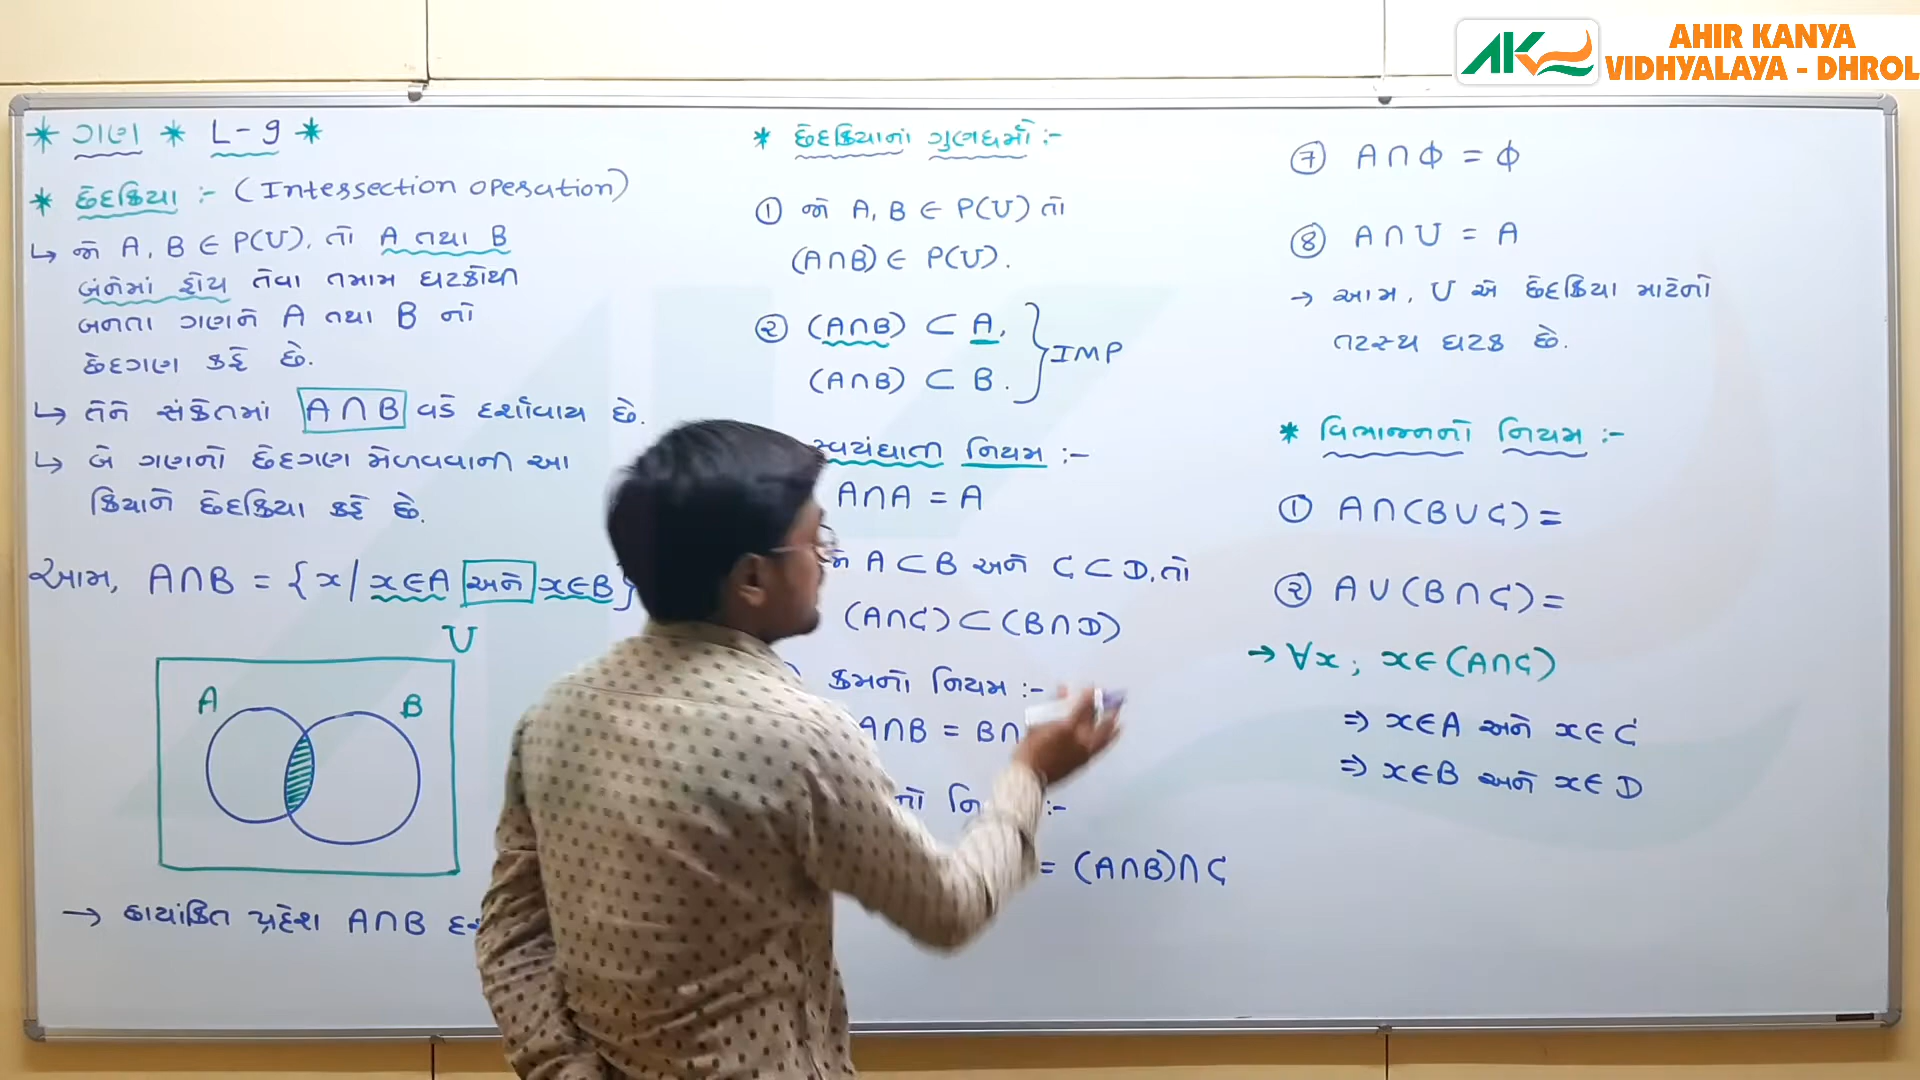 AHIR KANYA
VIDHYALAYA - DHROL
* ગણ * L-9 *
* છેદક્રિયા :- (Intersection operation)
↳ જો A, B ∈ P(U), તો A તથા B
બંનેમાં હોય તેવા તમામ ઘટકોથી
બનતા ગણને A તથા B નો
છેદગણ કહે છે.
↳ તેને સંકેતમાં A∩B વડે દર્શાવાય છે.
↳ બે ગણનો છેદગણ મેળવવાની આ
ક્રિયાને છેદક્રિયા કહે છે.
આમ, A∩B = {x / x∈A અને x∈B}
U
A B
→ છાયાંકિત પ્રદેશ A∩B
* છેદક્રિયાનાં ગુણધર્મો :-
① જો A, B ∈ P(U) તો
(A∩B) ∈ P(U).
② (A∩B) ⊂ A,
(A∩B) ⊂ B. } IMP
સ્વયંઘાતી નિયમ :-
A∩A = A
A⊂B અને C⊂D, તો
(A∩C) ⊂ (B∩D)
ક્રમનો નિયમ :-
A∩B = B∩
:-
= (A∩B)∩C
⑦ A∩Φ = Φ
⑧ A∩U = A
→ આમ, U એ છેદક્રિયા માટેનો
તટસ્થ ઘટક છે.
* વિભાજનનો નિયમ :-
① A∩(B∪C) =
② A∪(B∩C) =
→ ∀x ; x∈(A∩C)
⇒ x∈A અને x∈C
⇒ x∈B અને x∈D